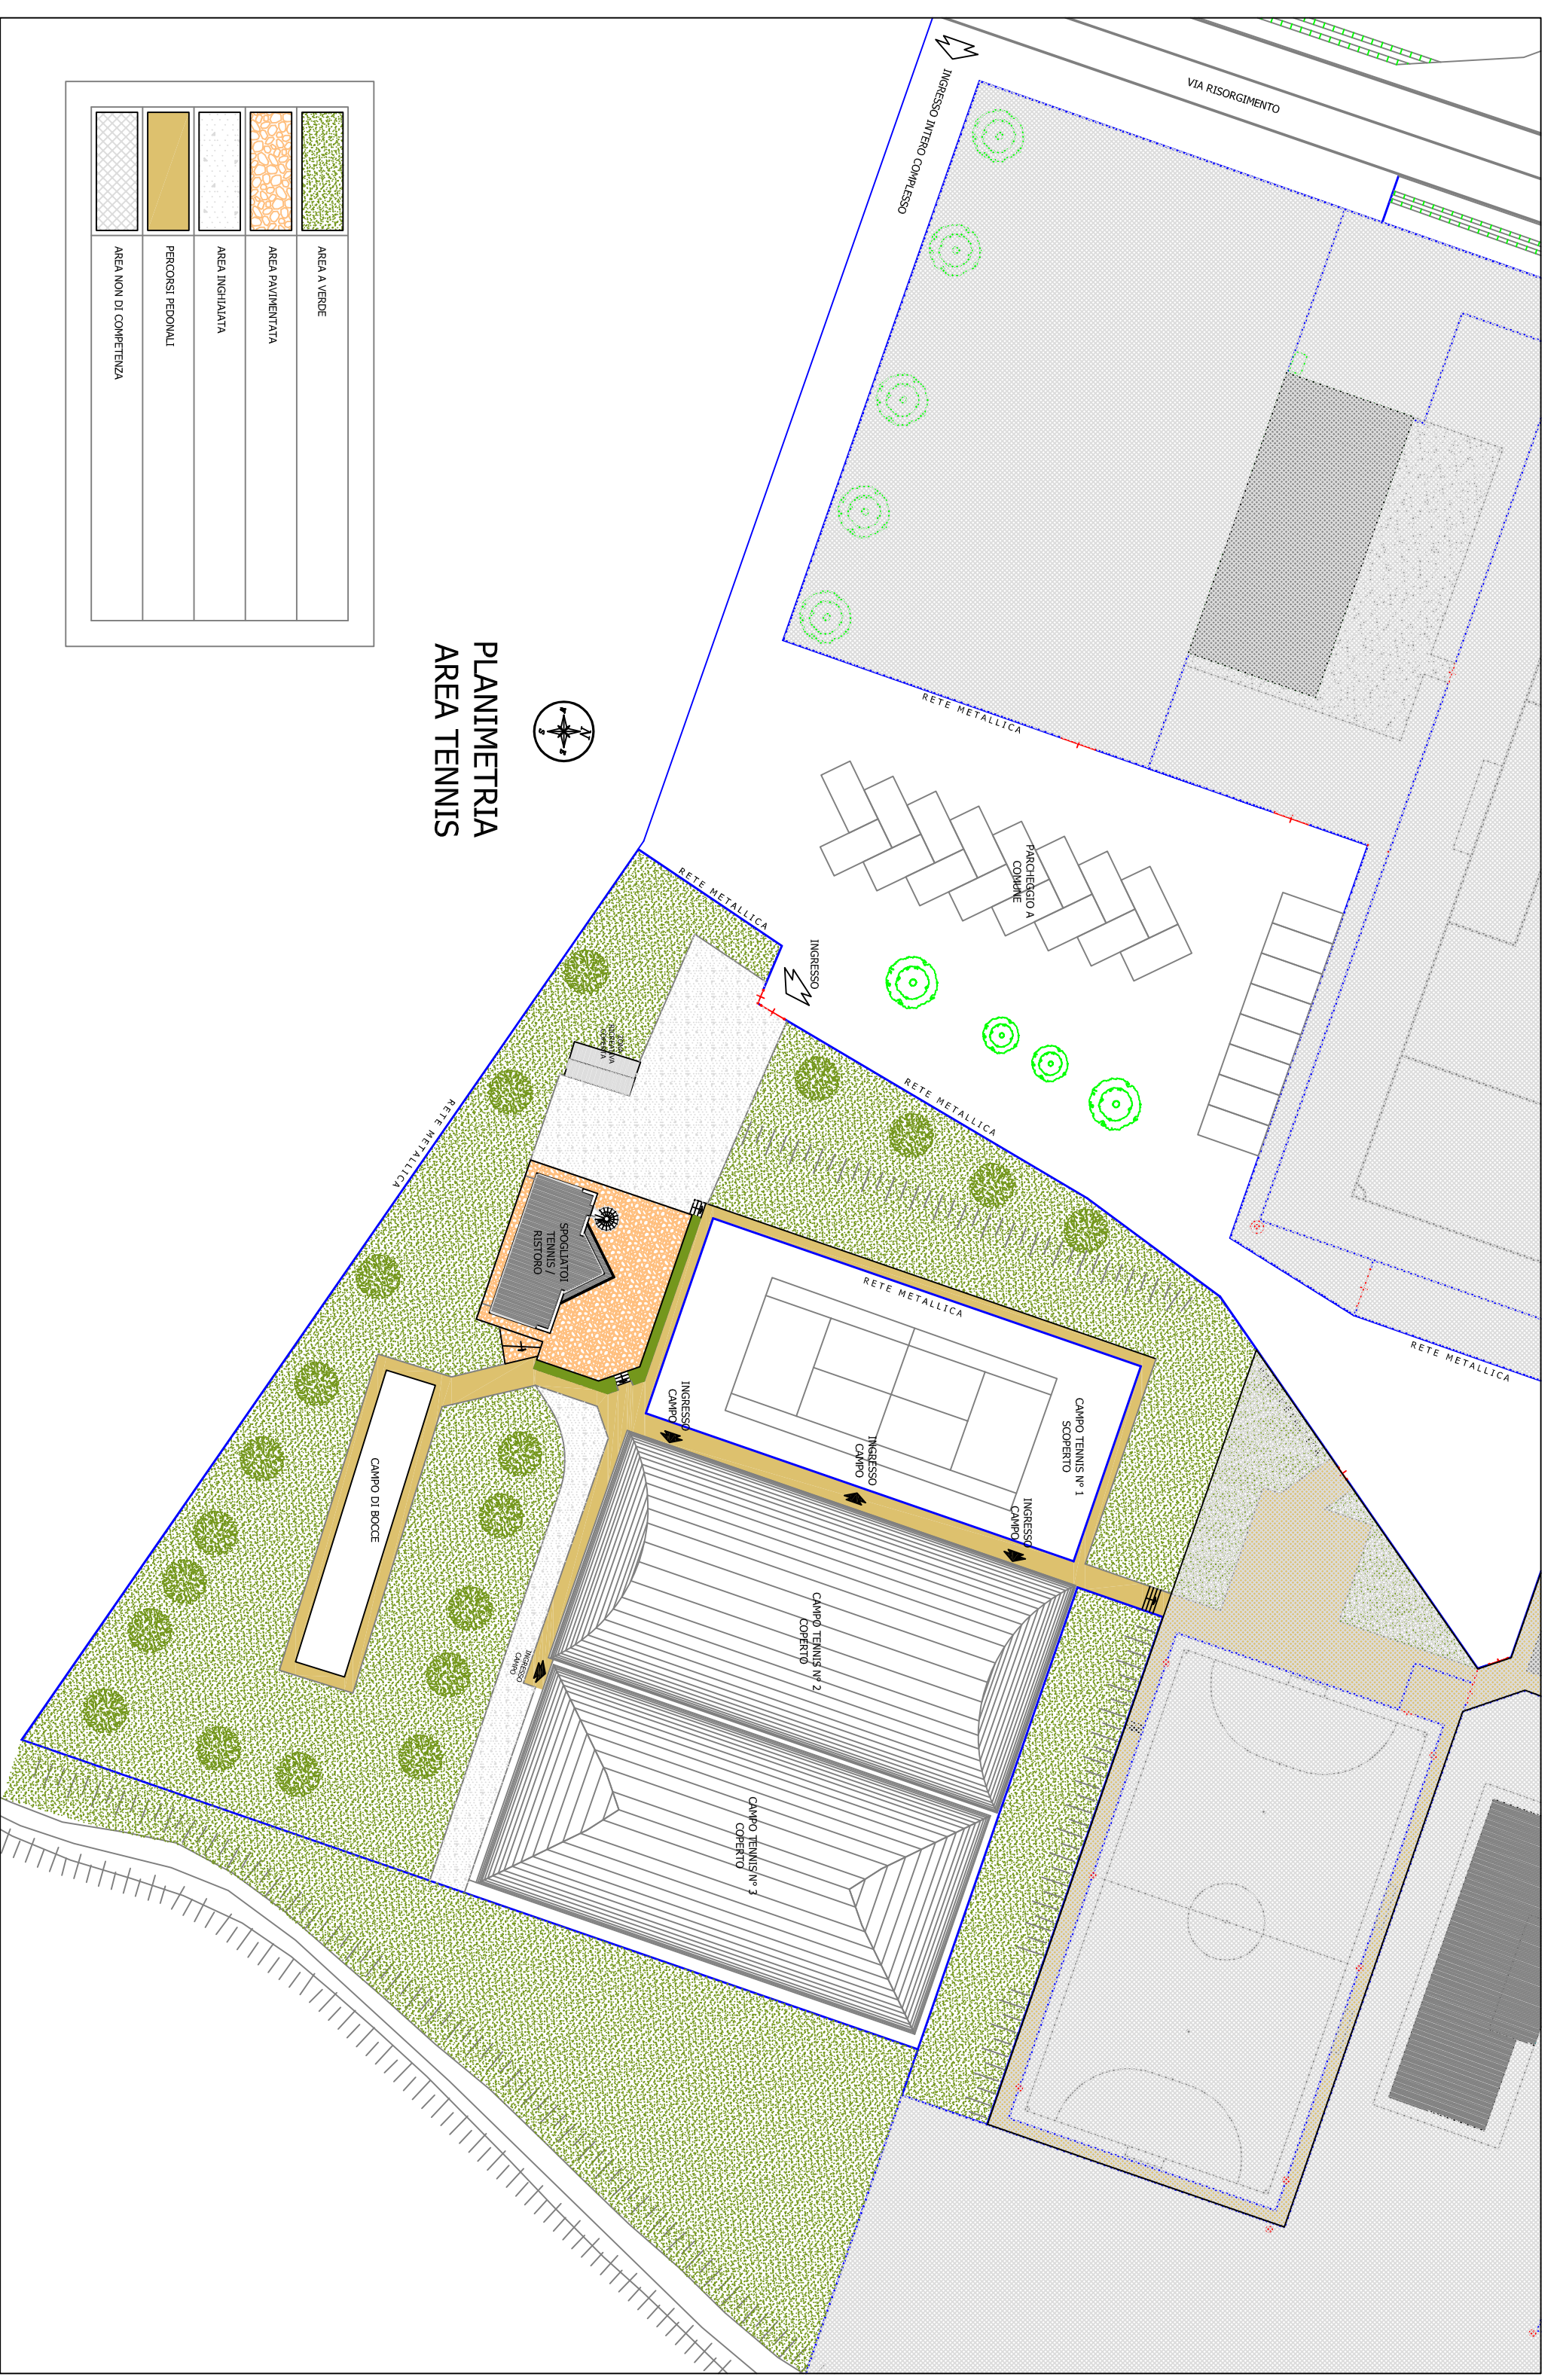 VIA RISORGIMENTO
INGRESSO INTERO COMPLESSO
RETE METALLICA
PARCHEGGIO A
COMUNE
INGRESSO
RETE METALLICA
RETE METALLICA
RETE METALLICA
RETE METALLICA
RETE METALLICA
CAMPO TENNIS N° 1
SCOPERTO
INGRESSO
CAMPO
INGRESSO
CAMPO
INGRESSO
CAMPO
SPOGLIATOI
TENNIS /
RISTORO
CAMPO TENNIS N° 2
COPERTO
CAMPO TENNIS N° 3
COPERTO
INGRESSO
CAMPO
CAMPO DI BOCCE
N
PLANIMETRIA
AREA TENNIS
AREA A VERDE
AREA PAVIMENTATA
AREA INGHIAIATA
PERCORSI PEDONALI
AREA NON DI COMPETENZA